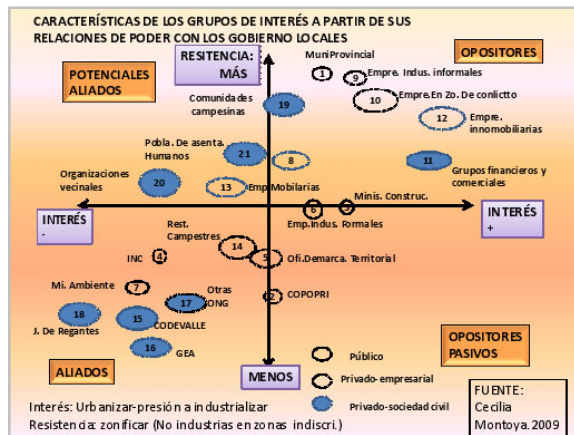 CARACTERÍSTICAS DE LOS GRUPOS DE INTERÉS A PARTIR DE SUS
RELACIONES DE PODER CON LOS GOBIERNO LOCALES
POTENCIALES
ALIADOS
RESITENCIA:
MÁS
MuniProvincial
OPOSITORES
1
9
Empre. Indus. informales
10
Empre.En Zo. De conflictto
Comunidades
campesinas
19
12
Empre.
innomobiliarias
Pobla. De asenta.
Humanos
21
8
11
Grupos financieros y
comerciales
Organizaciones
vecinales
20
13
Emp.Mobilarias
INTERÉS
-
6
3
Minis. Construc.
Emp.Indus. Formales
INTERÉS
+
Rest.
Campestres
14
INC
4
5
Ofi.Demarca. Territorial
Mi. Ambiente
7
17
Otras
ONG
2
COPOPRI
18
J. De Regantes
15
CODEVALLE
16
GEA
ALIADOS
MENOS
OPOSITORES
PASIVOS
Público
Privado-empresarial
Privado-sociedad civil
FUENTE:
Cecilia
Montoya.2009
Interés: Urbanizar-presión a industrializar
Resistencia: zonificar (No industrias en zonas indiscri.)